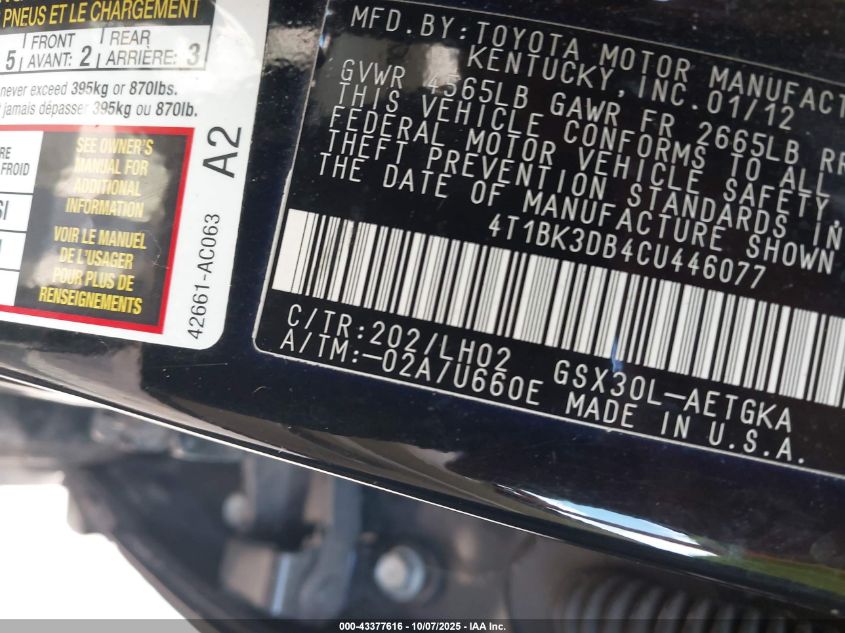 PNEUS ET LE CHARGEMENT
5 FRONT AVANT: 2 REAR ARRIÈRE: 3
never exceed 395kg or 870lb.
jamais dépasser 395kg ou 870lb.
FROID
SEE OWNER'S
MANUAL FOR
ADDITIONAL
INFORMATION
VOIR LE MANUEL
DE L'USAGER
POUR PLUS DE
RENSEIGNEMENTS
A2
42661-AC063
MFD.BY:TOYOTA MOTOR
KENTUCKY, INC.01/12
GVWR 4565LB GAWR FR 2665LB
THIS VEHICLE CONFORMS TO ALL
FEDERAL MOTOR VEHICLE SAFETY,
THEFT PREVENTION STANDARDS IN
THE DATE OF MANUFACTURE SHOWN
4T1BK3DB4CU446077
C/TR:202/LH02 GSX30L-AETGKA
A/TM:-02A/U660E MADE IN U.S.A.
000-43377616 - 10/07/2025 - IAA Inc.